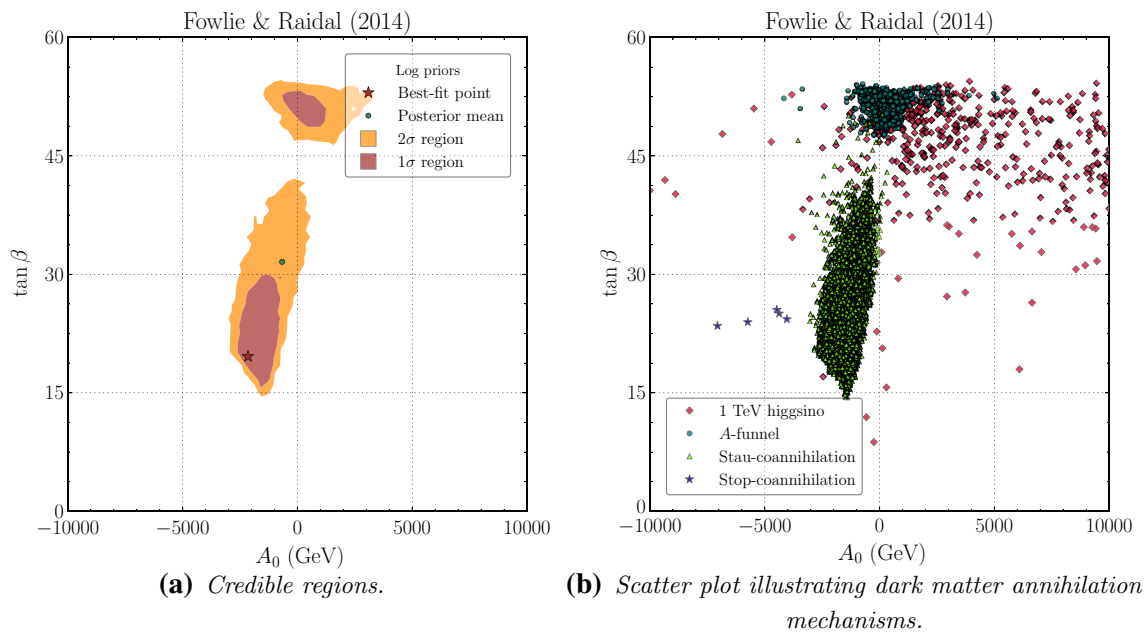 Fowlie & Raidal (2014)
60
45
30
15
0
tan β
−10000 −5000 0 5000 10000
A₀ (GeV)
Log priors
Best-fit point
Posterior mean
2σ region
1σ region
(a) Credible regions.
Fowlie & Raidal (2014)
60
45
30
15
0
tan β
−10000 −5000 0 5000 10000
A₀ (GeV)
1 TeV higgsino
A-funnel
Stau-coannihilation
Stop-coannihilation
(b) Scatter plot illustrating dark matter annihilation
mechanisms.